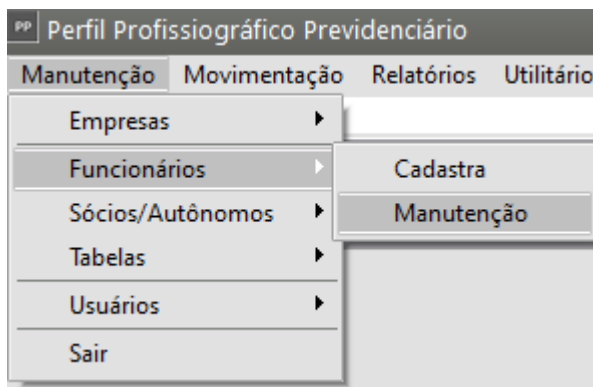 PP Perfil Profissiográfico Previdenciário
Manutenção Movimentação Relatórios Utilitário
Empresas
Funcionários
Cadastra
Sócios/Autônomos
Manutenção
Tabelas
Usuários
Sair